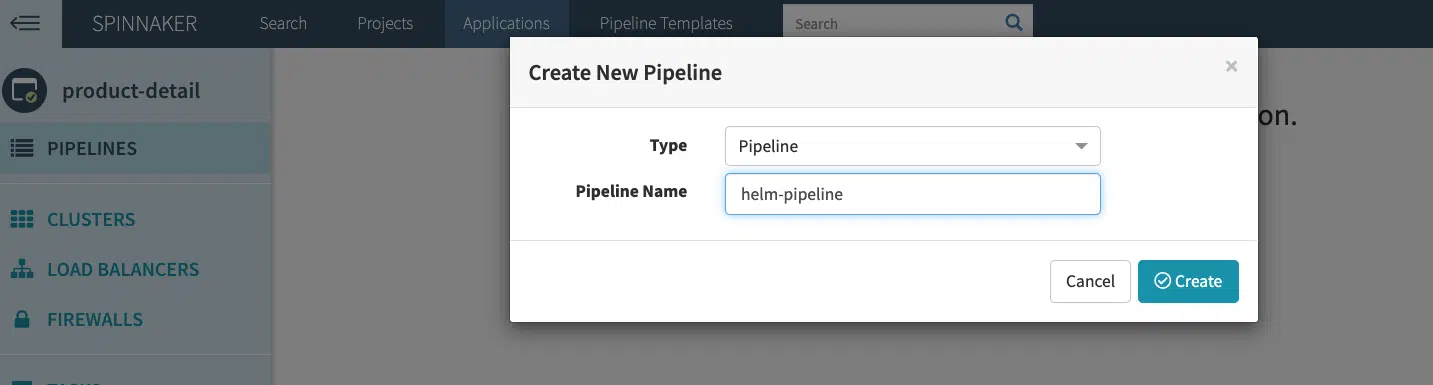 SPINNAKER Search Projects Applications Pipeline Templates Search
product-detail
PIPELINES
CLUSTERS
LOAD BALANCERS
FIREWALLS
Create New Pipeline ×
on.
Type Pipeline
Pipeline Name helm-pipeline
Cancel Create